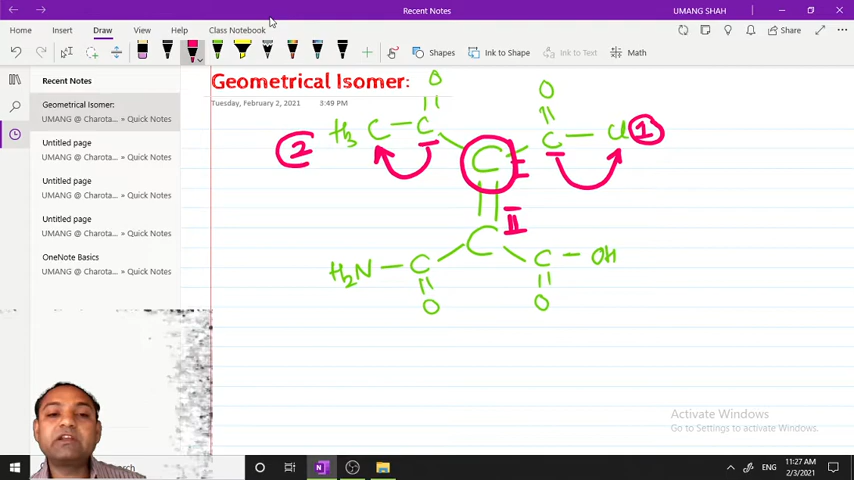 Recent Notes
UMANG SHAH
Home Insert Draw View Help Class Notebook
Share
Shapes Ink to Shape Ink to Text Math
Recent Notes
Geometrical Isomer:
UMANG @ Charota... » Quick Notes
Untitled page
UMANG @ Charota... » Quick Notes
Untitled page
UMANG @ Charota... » Quick Notes
Untitled page
UMANG @ Charota... » Quick Notes
OneNote Basics
UMANG @ Charota... » Quick Notes
Geometrical Isomer:
Tuesday, February 2, 2021 3:49 PM
O O
2 H3C – C C I C – Cl 1
II
C
H2N – C C – OH
O O
Activate Windows
Go to Settings to activate Windows.
search
ENG
11:27 AM
2/3/2021